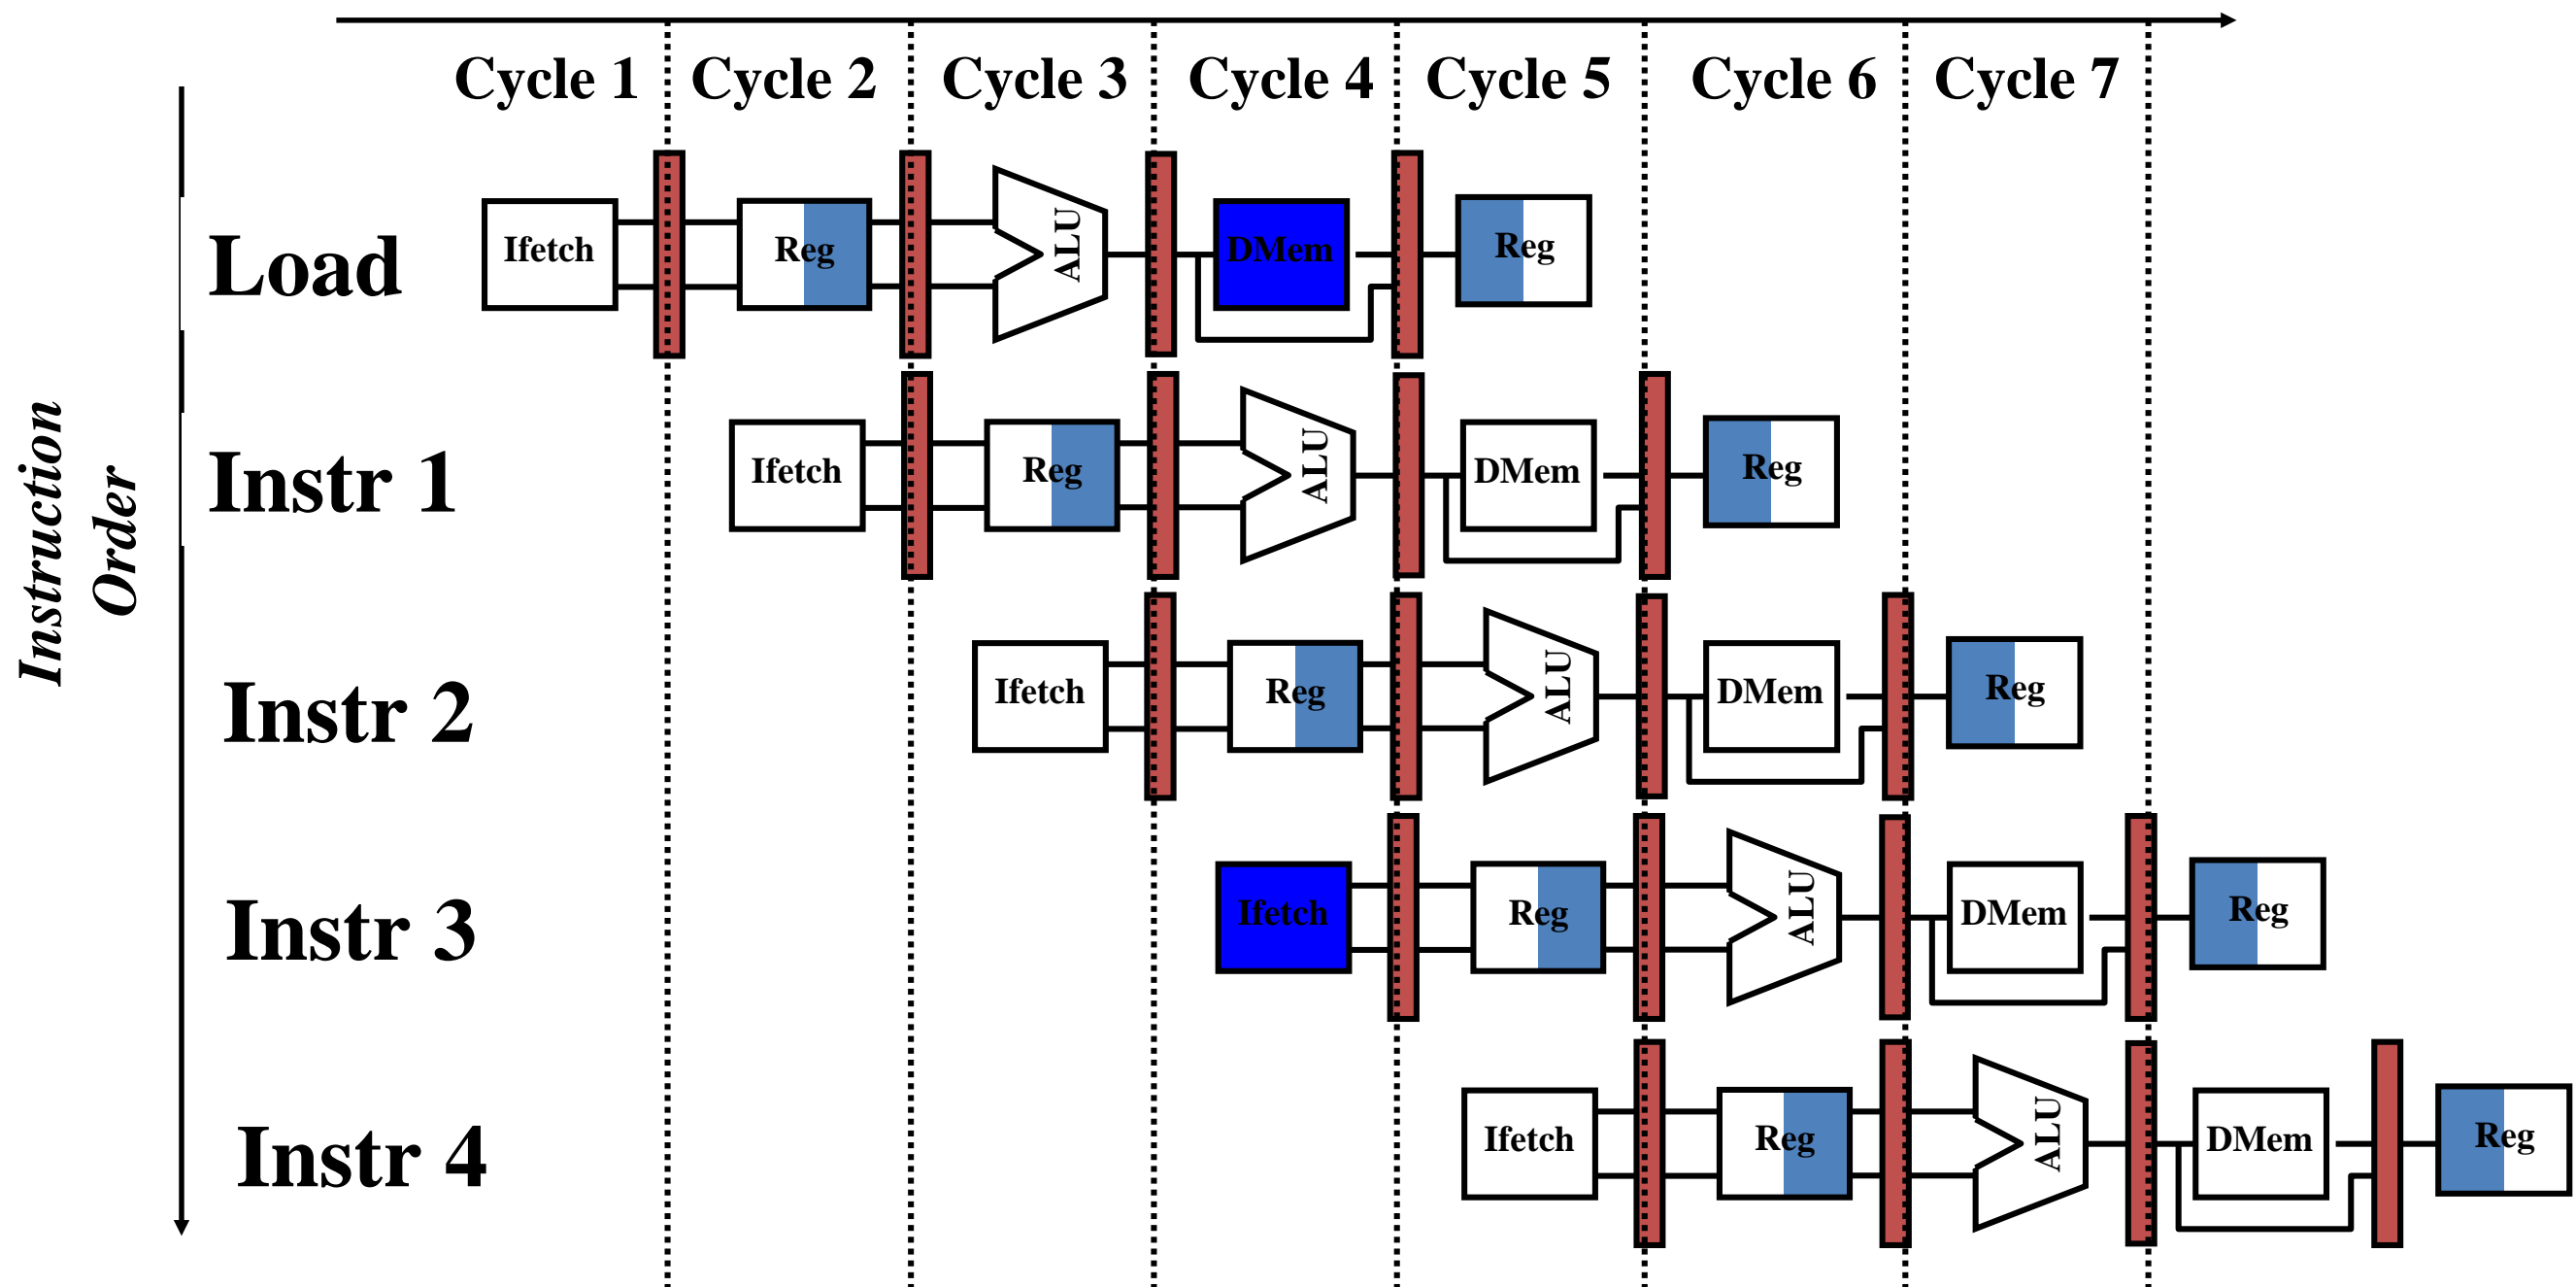 Cycle 1 Cycle 2 Cycle 3 Cycle 4 Cycle 5 Cycle 6 Cycle 7
Instruction
Order
Load Ifetch Reg ALU DMem Reg
Instr 1 Ifetch Reg ALU DMem Reg
Instr 2 Ifetch Reg ALU DMem Reg
Instr 3 Ifetch Reg ALU DMem Reg
Instr 4 Ifetch Reg ALU DMem Reg